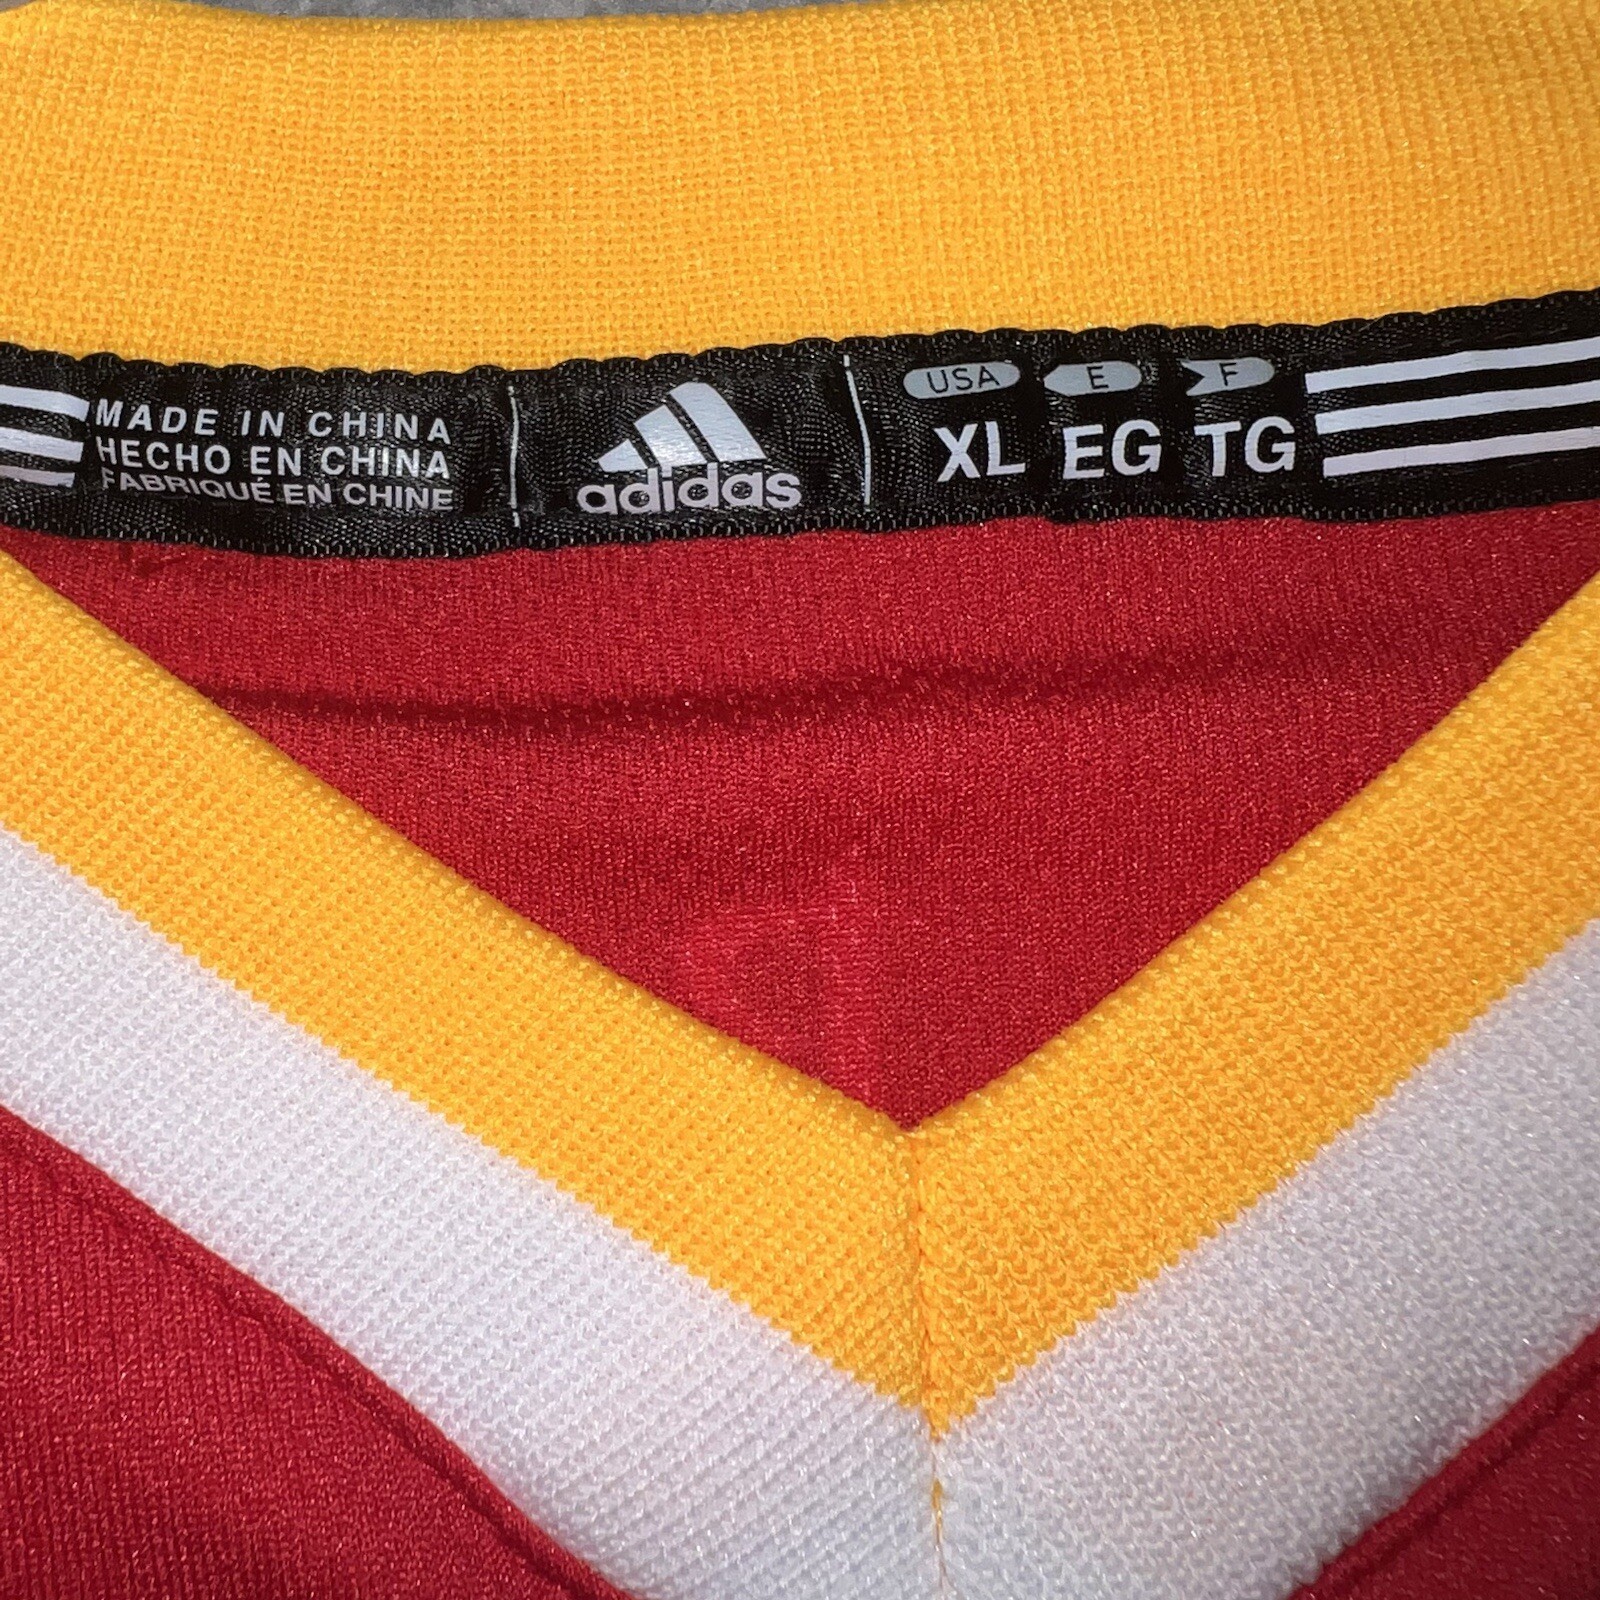 MADE IN CHINA
HECHO EN CHINA
FABRIQUÉ EN CHINE
adidas
USA E F
XL EG TG